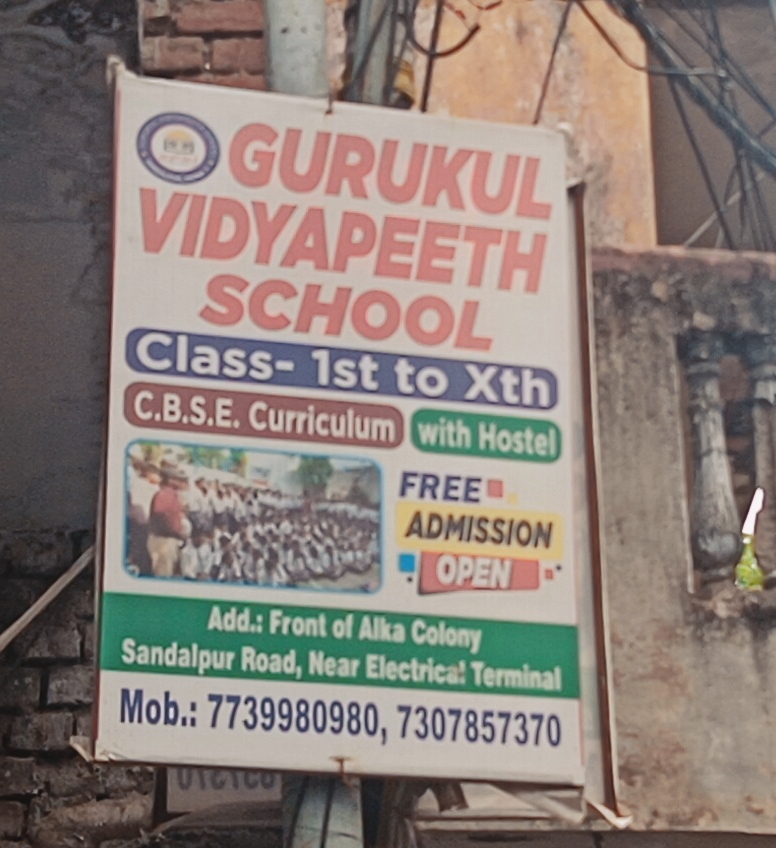 GURUKUL
VIDYAPEETH
SCHOOL
Class- 1st to Xth
C.B.S.E. Curriculum with Hostel
FREE
ADMISSION
OPEN
Add.: Front of Alka Colony
Sandalpur Road, Near Electrical Terminal
Mob.: 7739980980, 7307857370